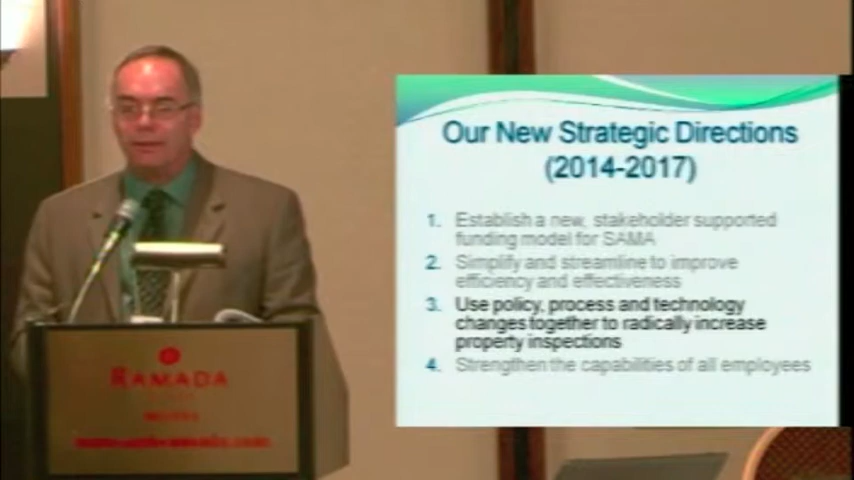 Our New Strategic Directions
(2014-2017)
1. Establish a new, stakeholder supported
funding model for SAMA
2. Simplify and streamline to improve
efficiency and effectiveness
3. Use policy, process and technology
changes together to radically increase
property inspections
4. Strengthen the capabilities of all employees
RAMADA